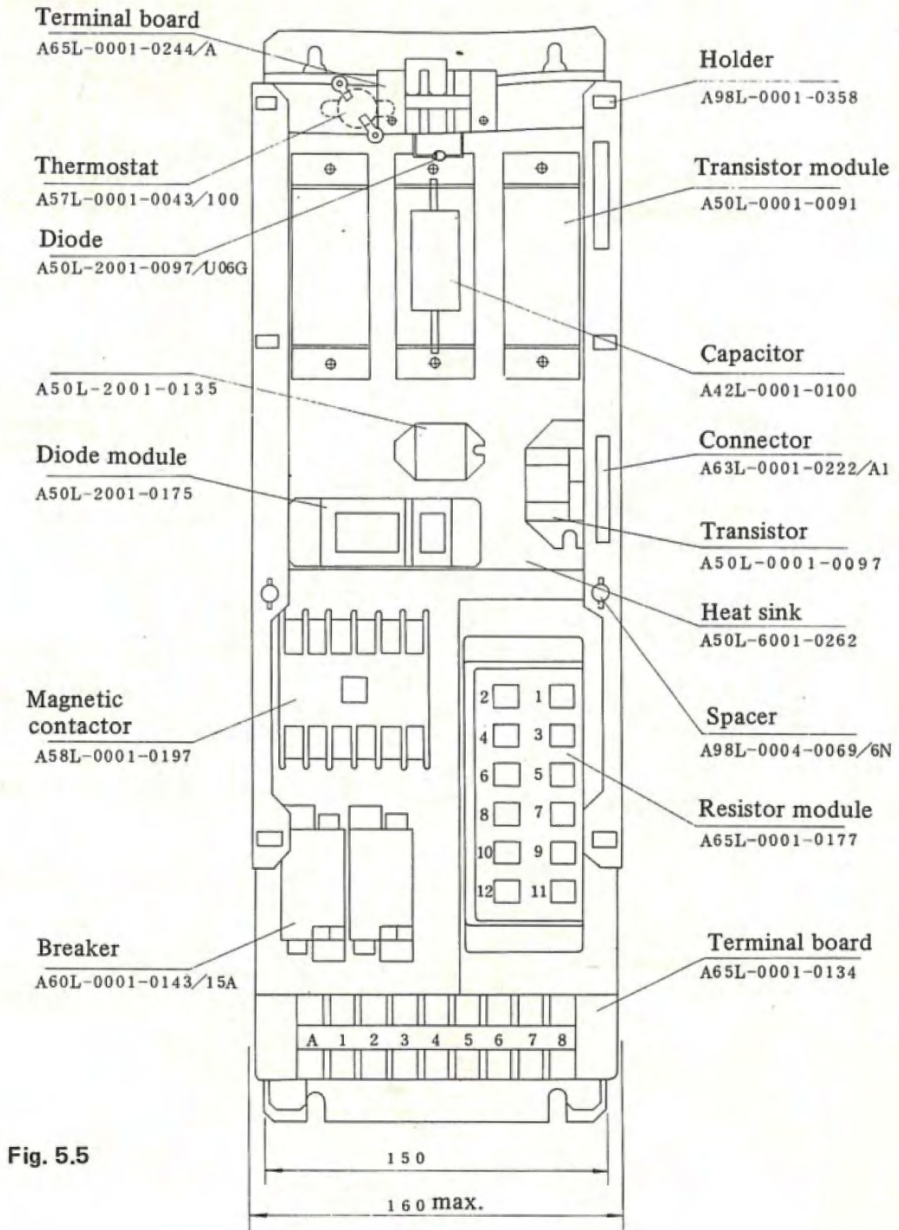 Terminal board
A65L-0001-0244/A
Thermostat
A57L-0001-0043/100
Diode
A50L-2001-0097/U06G
A50L-2001-0135
Diode module
A50L-2001-0175
Magnetic
contactor
A58L-0001-0197
Breaker
A60L-0001-0143/15A
Holder
A98L-0001-0358
Transistor module
A50L-0001-0091
Capacitor
A42L-0001-0100
Connector
A63L-0001-0222/A1
Transistor
A50L-0001-0097
Heat sink
A50L-6001-0262
Spacer
A98L-0004-0069/6N
Resistor module
A65L-0001-0177
Terminal board
A65L-0001-0134
2 1
4 3
6 5
8 7
10 9
12 11
A 1 2 3 4 5 6 7 8
150
160 max.
Fig. 5.5